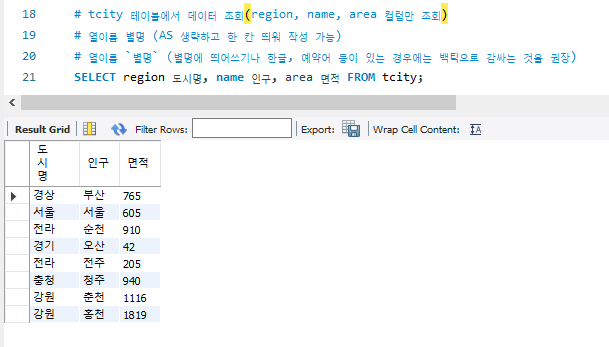 18 # tcity 테이블에서 데이터 조회(region, name, area 컬럼만 조회)
19 # 열이름 별명 (AS 생략하고 한 칸 띄워 작성 가능)
20 # 열이름 `별명` (별명에 띄어쓰기나 한글, 예약어 등이 있는 경우에는 백틱으로 감싸는 것을 권장)
21 SELECT region 도시명, name 인구, area 면적 FROM tcity;
Result Grid Filter Rows: Export: Wrap Cell Content: IA
도시명 인구 면적
경상 부산 765
서울 서울 605
전라 순천 910
경기 오산 42
전라 전주 205
충청 청주 940
강원 춘천 1116
강원 홍천 1819